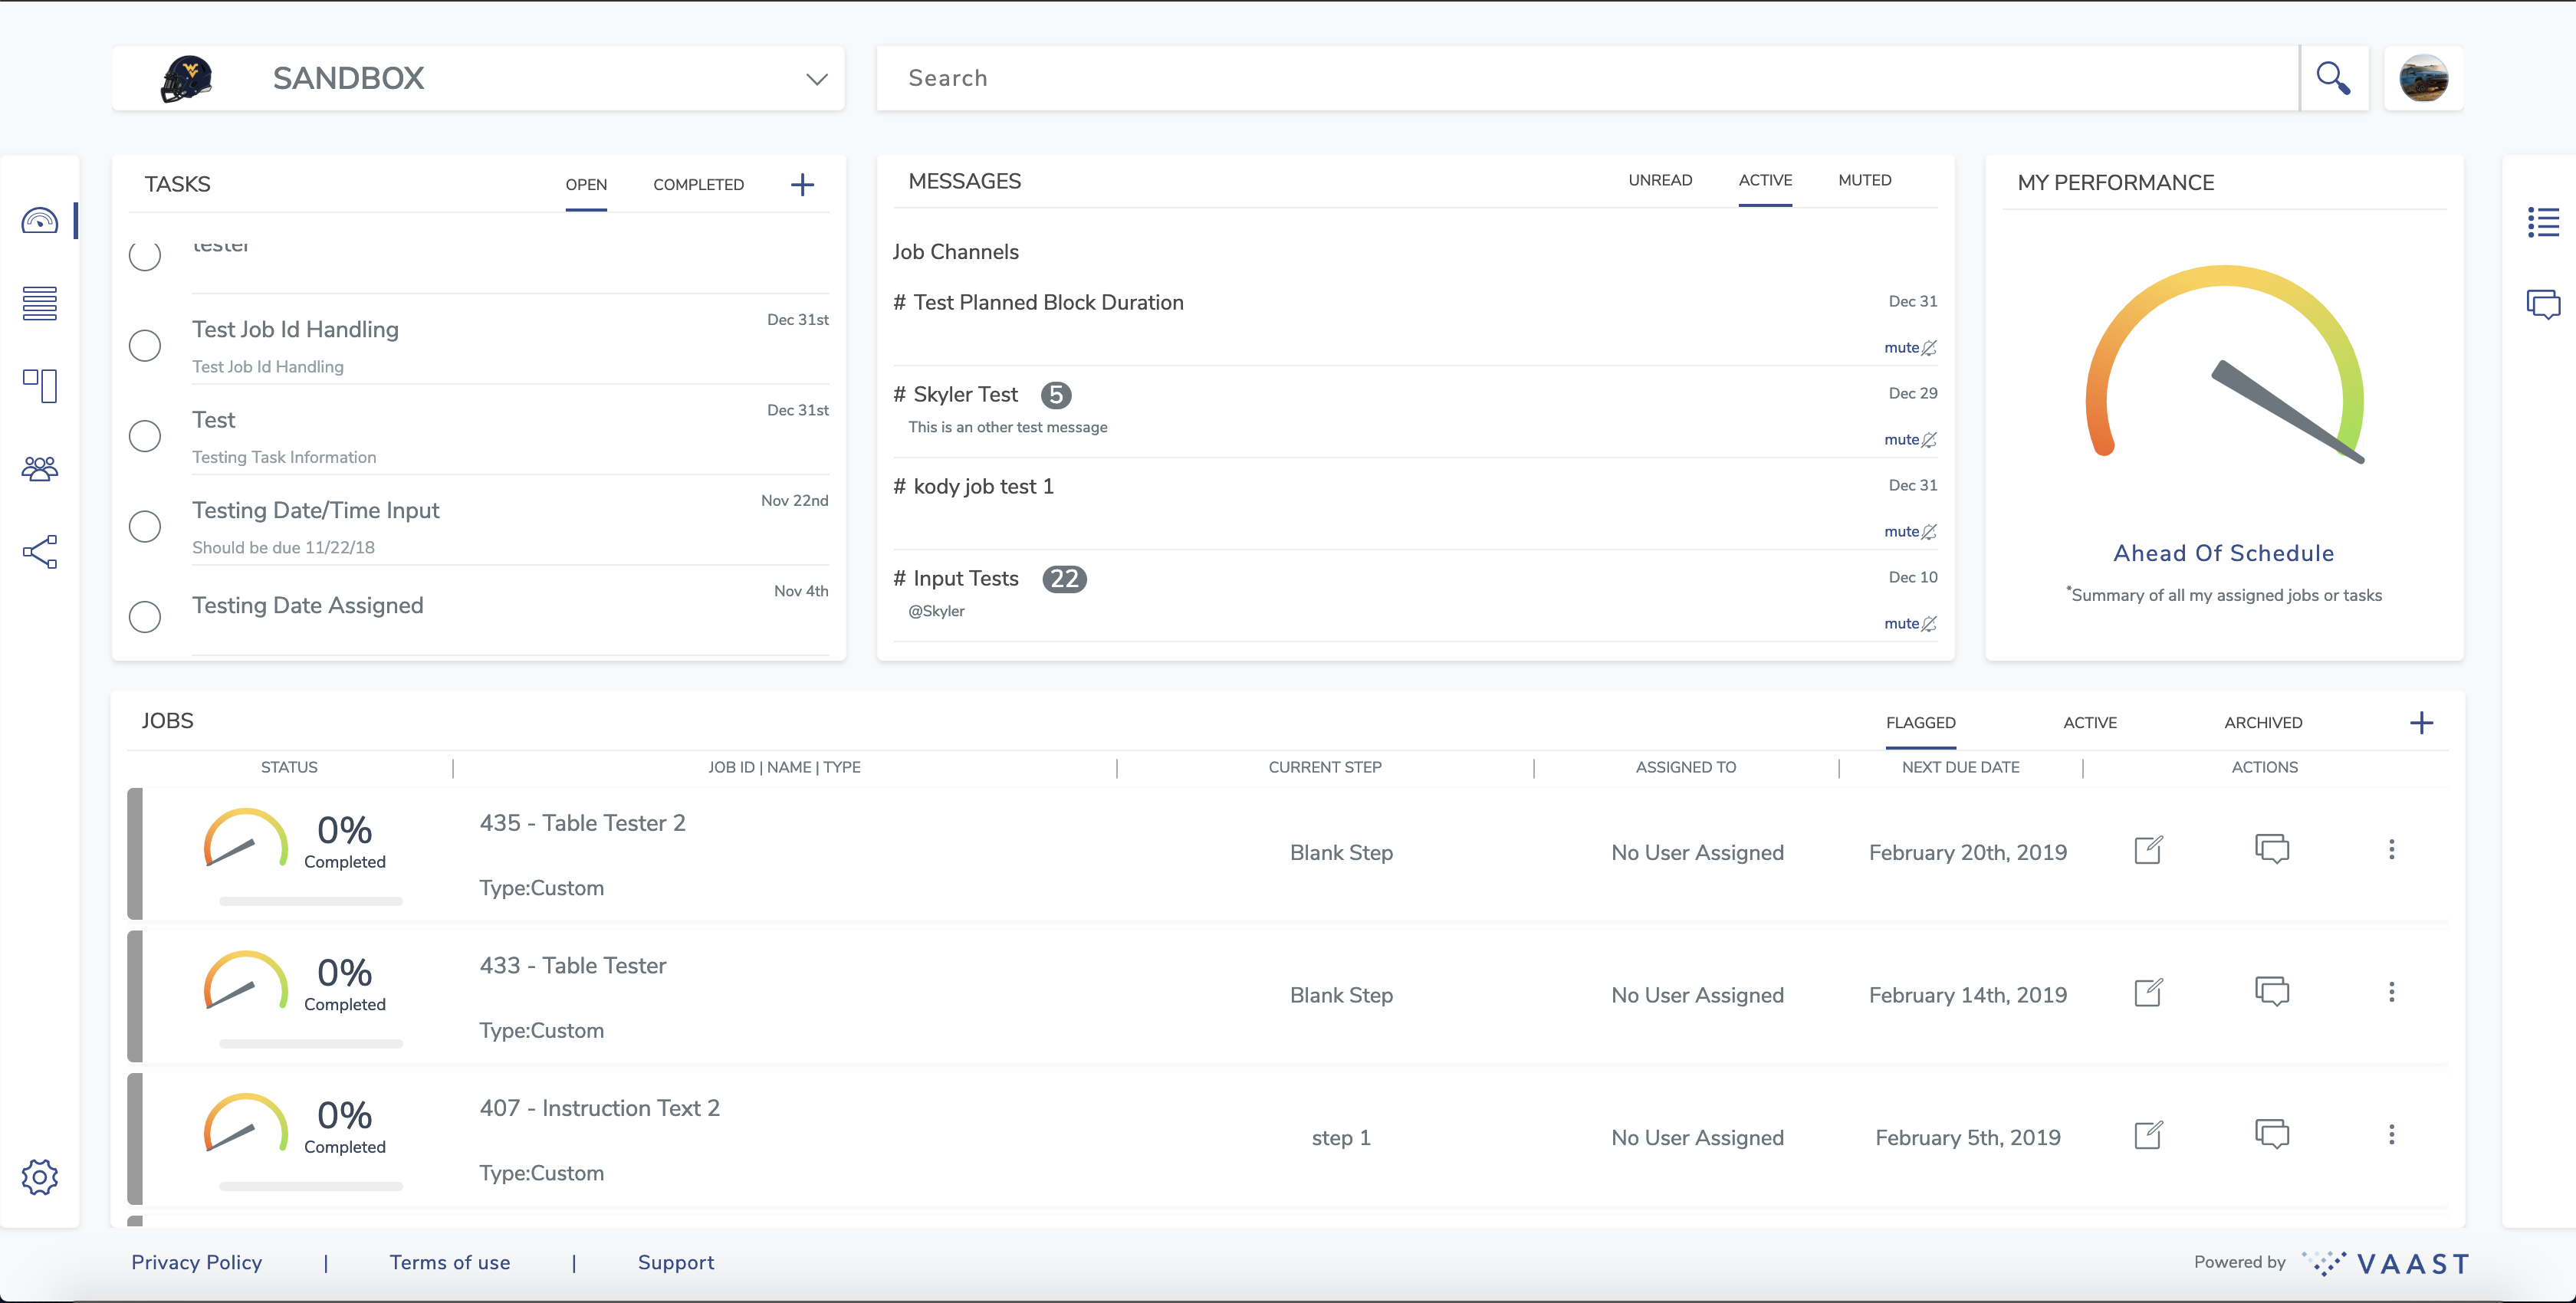 SANDBOX
Search
TASKS
OPEN
COMPLETED
tester
Test Job Id Handling
Dec 31st
Test Job Id Handling
Test
Dec 31st
Testing Task Information
Testing Date/Time Input
Nov 22nd
Should be due 11/22/18
Testing Date Assigned
Nov 4th
MESSAGES
UNREAD
ACTIVE
MUTED
Job Channels
# Test Planned Block Duration
Dec 31
mute
# Skyler Test 5
Dec 29
This is an other test message
mute
# kody job test 1
Dec 31
mute
# Input Tests 22
Dec 10
@Skyler
mute
MY PERFORMANCE
Ahead Of Schedule
*Summary of all my assigned jobs or tasks
JOBS
FLAGGED
ACTIVE
ARCHIVED
STATUS | JOB ID | NAME | TYPE | CURRENT STEP | ASSIGNED TO | NEXT DUE DATE | ACTIONS
0%
Completed
435 - Table Tester 2
Type:Custom
Blank Step
No User Assigned
February 20th, 2019
0%
Completed
433 - Table Tester
Type:Custom
Blank Step
No User Assigned
February 14th, 2019
0%
Completed
407 - Instruction Text 2
Type:Custom
step 1
No User Assigned
February 5th, 2019
Privacy Policy | Terms of use | Support
Powered by VAAST